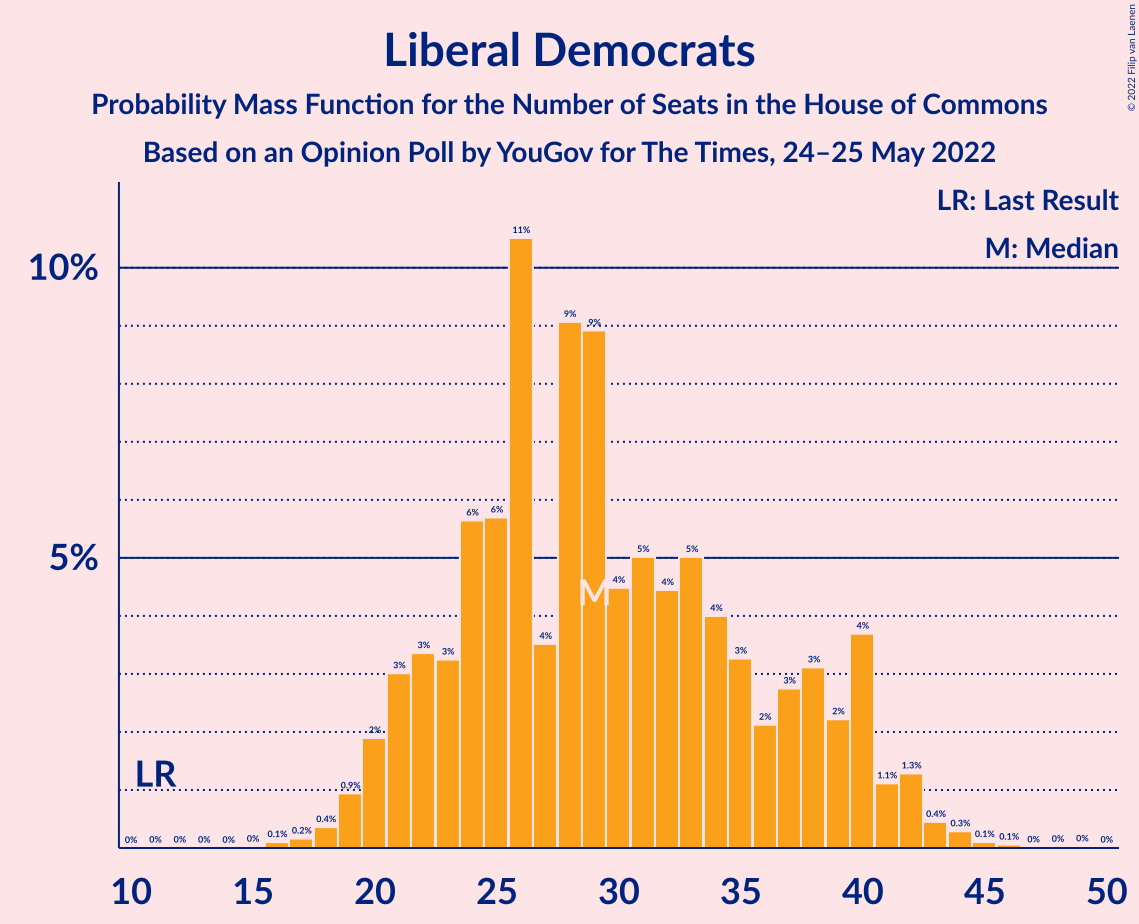 Liberal Democrats
Probability Mass Function for the Number of Seats in the House of Commons
Based on an Opinion Poll by YouGov for The Times, 24–25 May 2022
© 2022 Filip van Laenen
LR: Last Result
M: Median
10%
5%
LR
M
0% 0% 0% 0% 0% 0% 0.1% 0.2% 0.4% 0.9% 2% 3% 3% 3% 6% 6% 11% 4% 9% 9% 4% 5% 4% 5% 4% 3% 2% 3% 3% 2% 4% 1.1% 1.3% 0.4% 0.3% 0.1% 0.1% 0% 0% 0% 0%
10 15 20 25 30 35 40 45 50